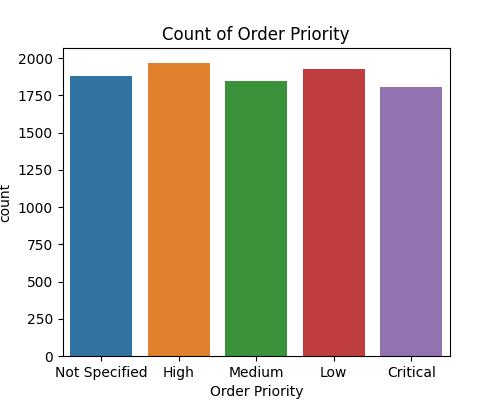 Count of Order Priority
2000
1750
1500
1250
1000
750
500
250
0
count
Not Specified High Medium Low Critical
Order Priority